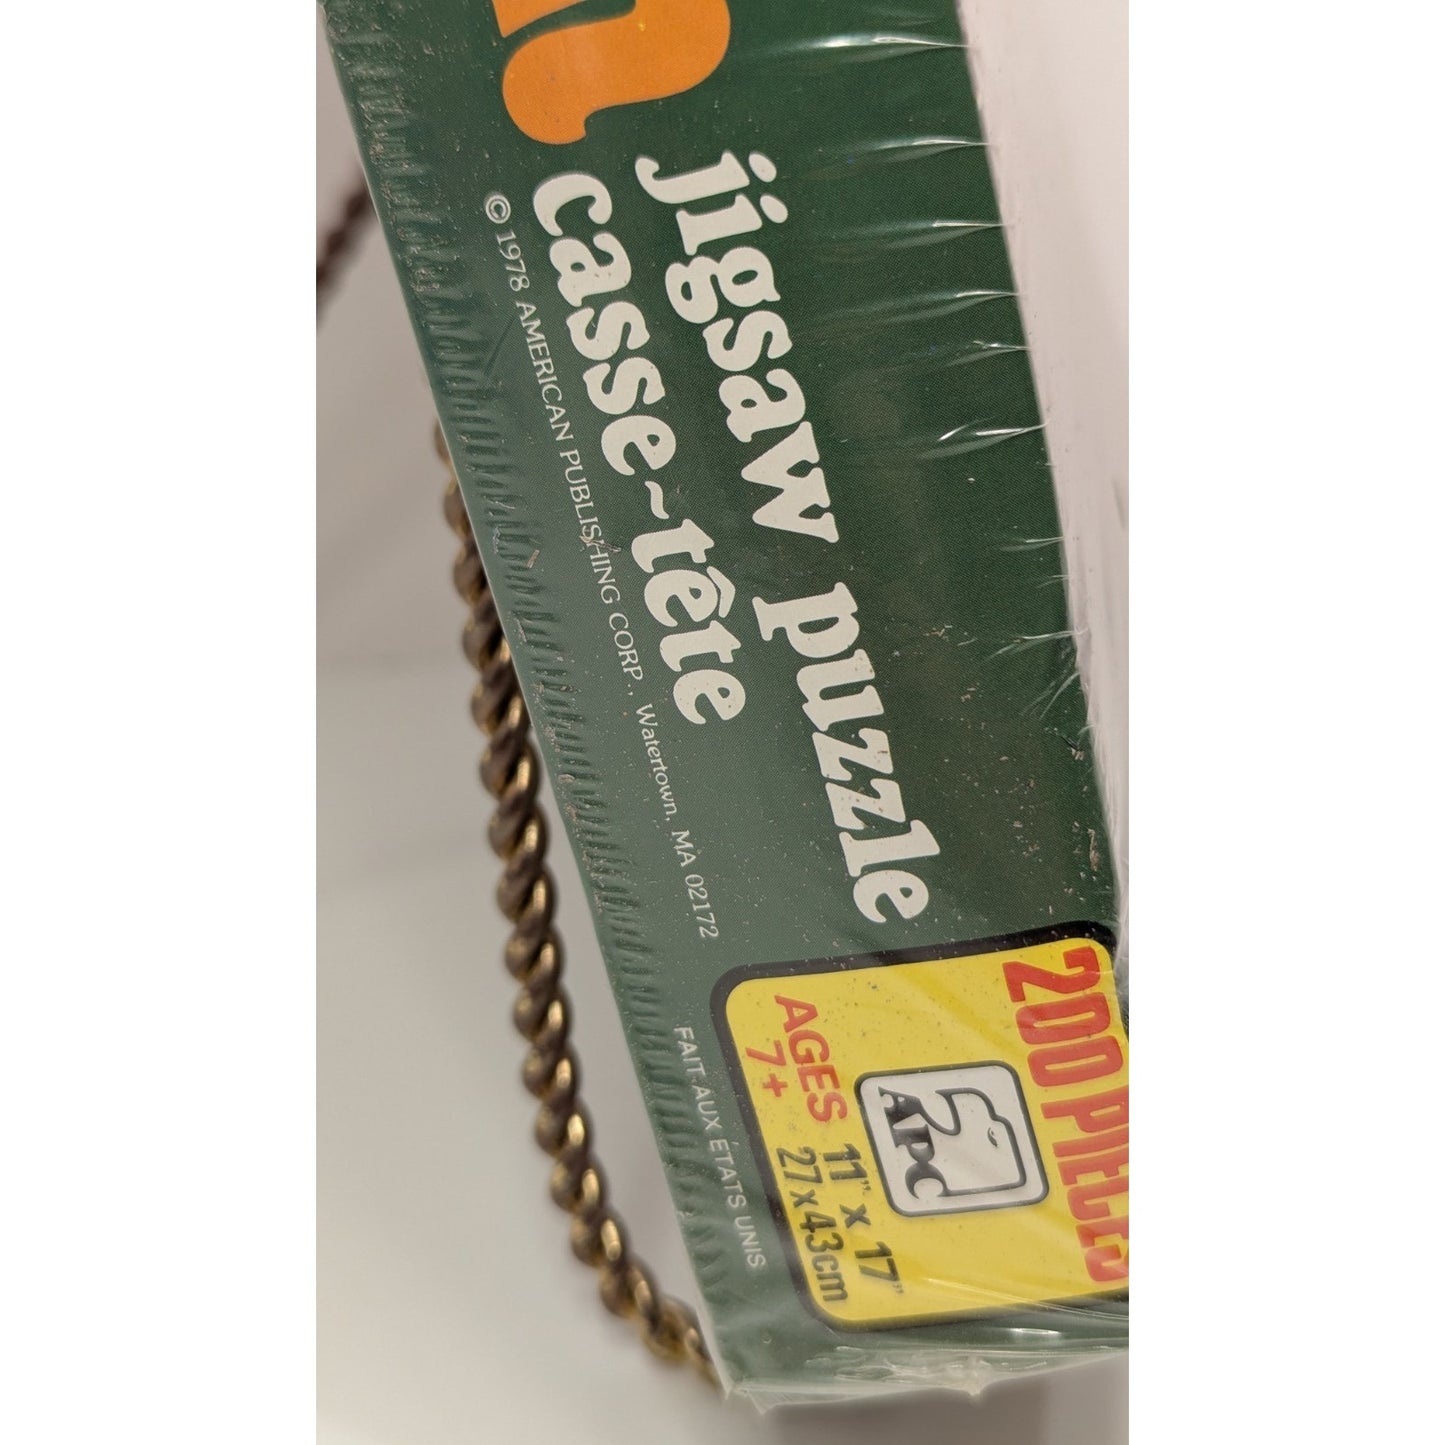 jigsaw puzzle
casse-tête
© 1978 AMERICAN PUBLISHING CORP., Watertown, MA 02172
FAIT AUX ETATS UNIS
200 PIECES
APC
AGES
7+
11" x 17"
27 x 43cm